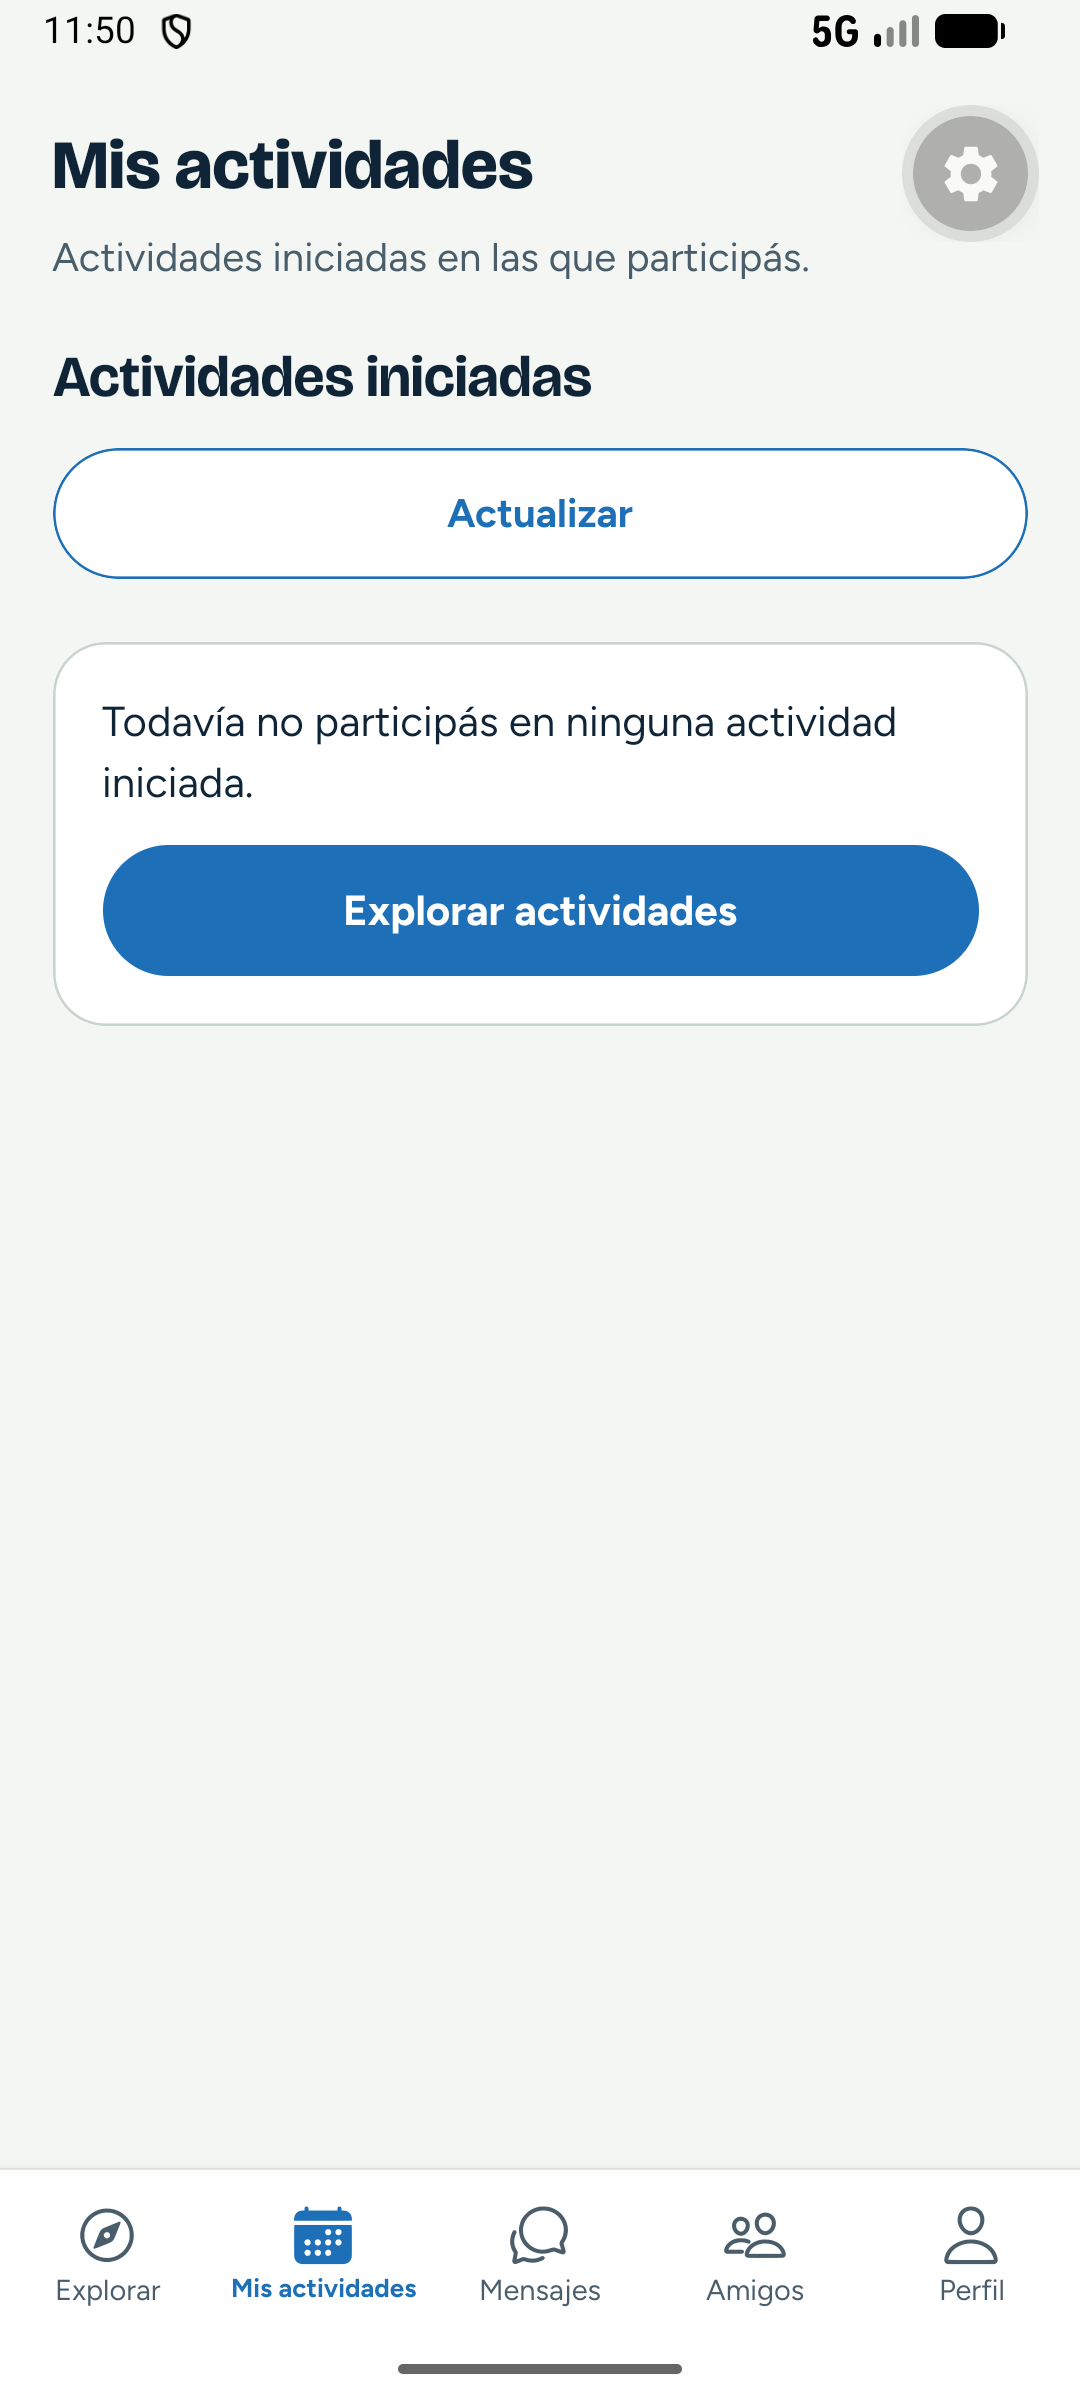 11:50
5G
Mis actividades
Actividades iniciadas en las que participás.
Actividades iniciadas
Actualizar
Todavía no participás en ninguna actividad
iniciada.
Explorar actividades
Explorar
Mis actividades
Mensajes
Amigos
Perfil